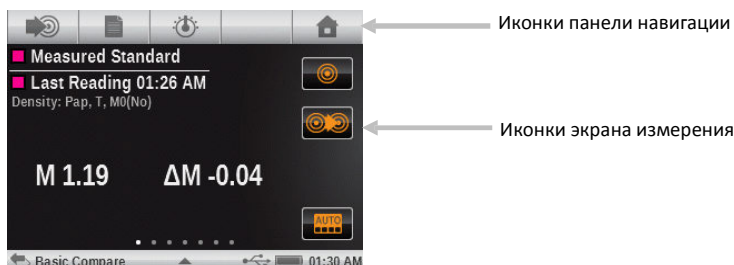 Иконки панели навигации
Measured Standard
Last Reading 01:26 AM
Density: Pap, T, M0(No)
Иконки экрана измерения
M 1.19 ΔM -0.04
AUTO
Basic Compare 01:30 AM